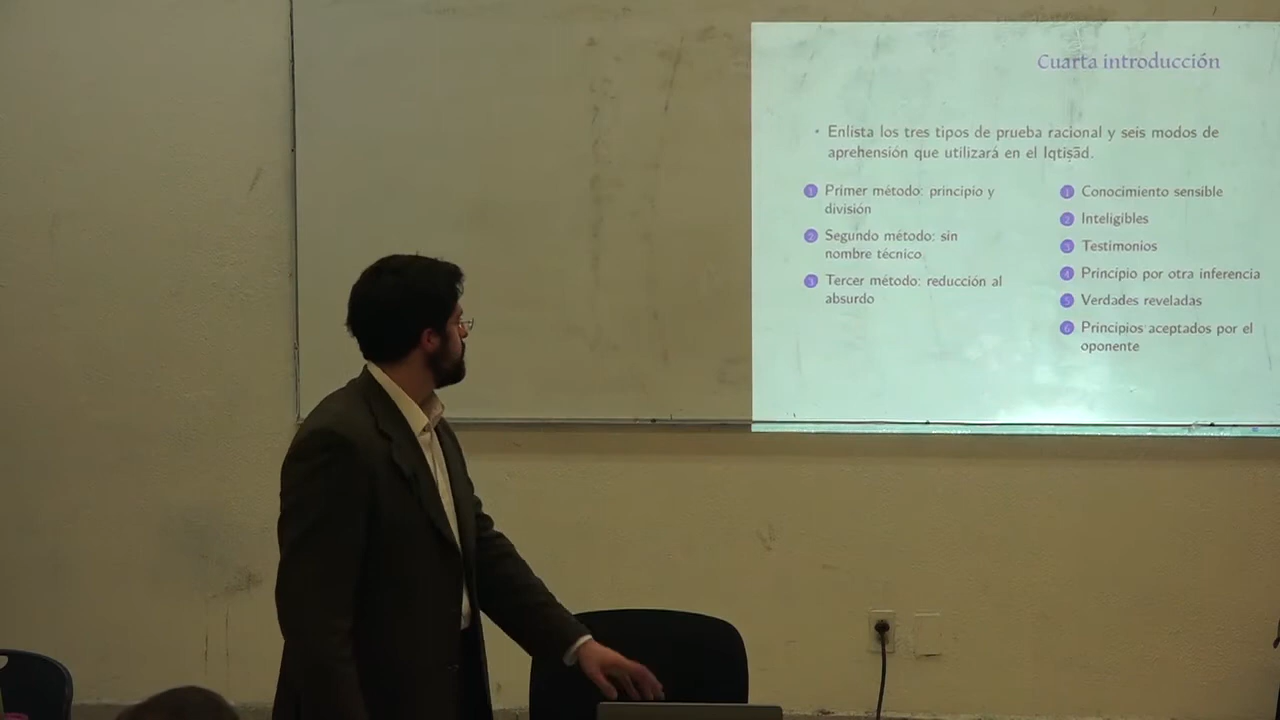 Cuarta introducción
• Enlista los tres tipos de prueba racional y seis modos de
aprehensión que utilizará en el Iqtiṣād.
1 Primer método: principio y
división
2 Segundo método: sin
nombre técnico
3 Tercer método: reducción al
absurdo
1 Conocimiento sensible
2 Inteligibles
3 Testimonios
4 Principio por otra inferencia
5 Verdades reveladas
6 Principios aceptados por el
oponente